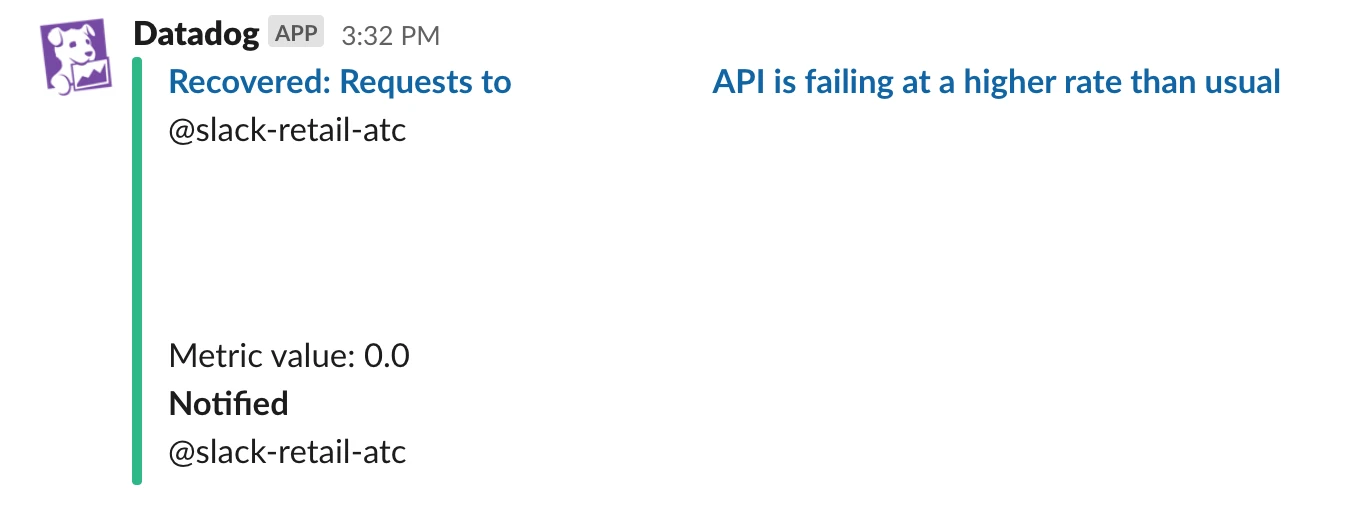 Datadog APP 3:32 PM
Recovered: Requests to API is failing at a higher rate than usual
@slack-retail-atc
Metric value: 0.0
Notified
@slack-retail-atc